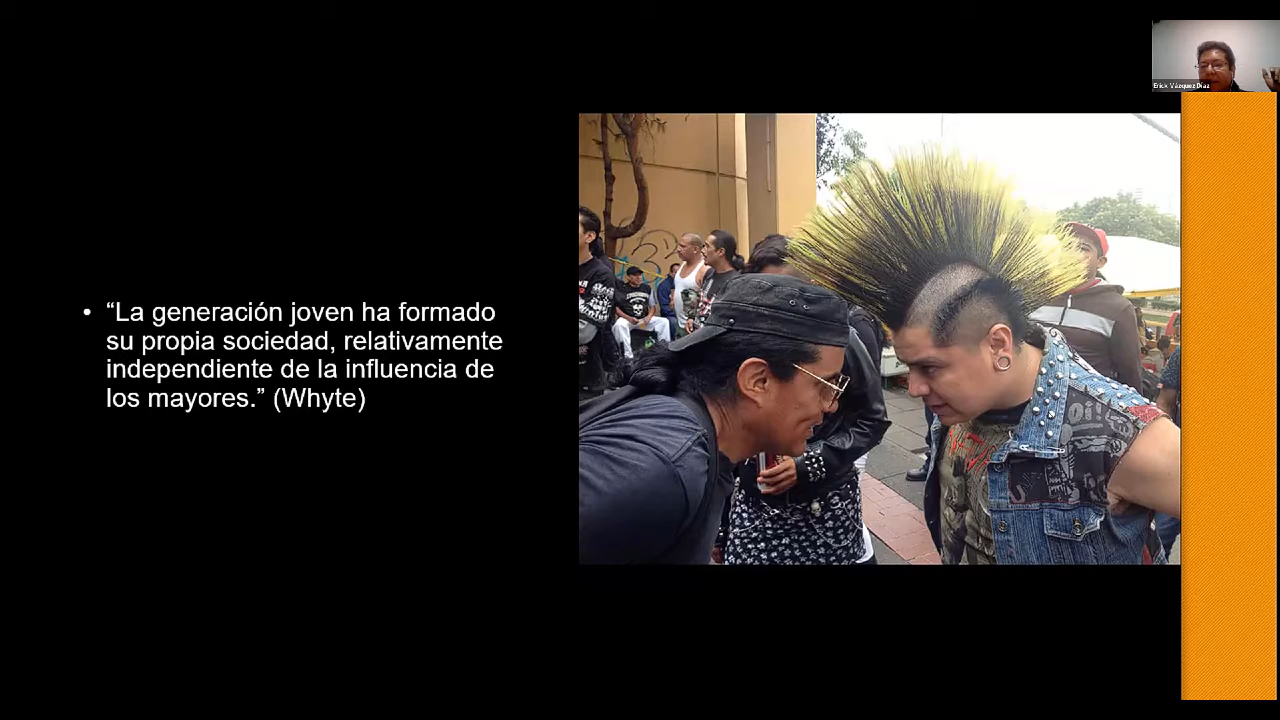 Erick Vázquez Díaz
• “La generación joven ha formado
su propia sociedad, relativamente
independiente de la influencia de
los mayores.” (Whyte)
Oi!